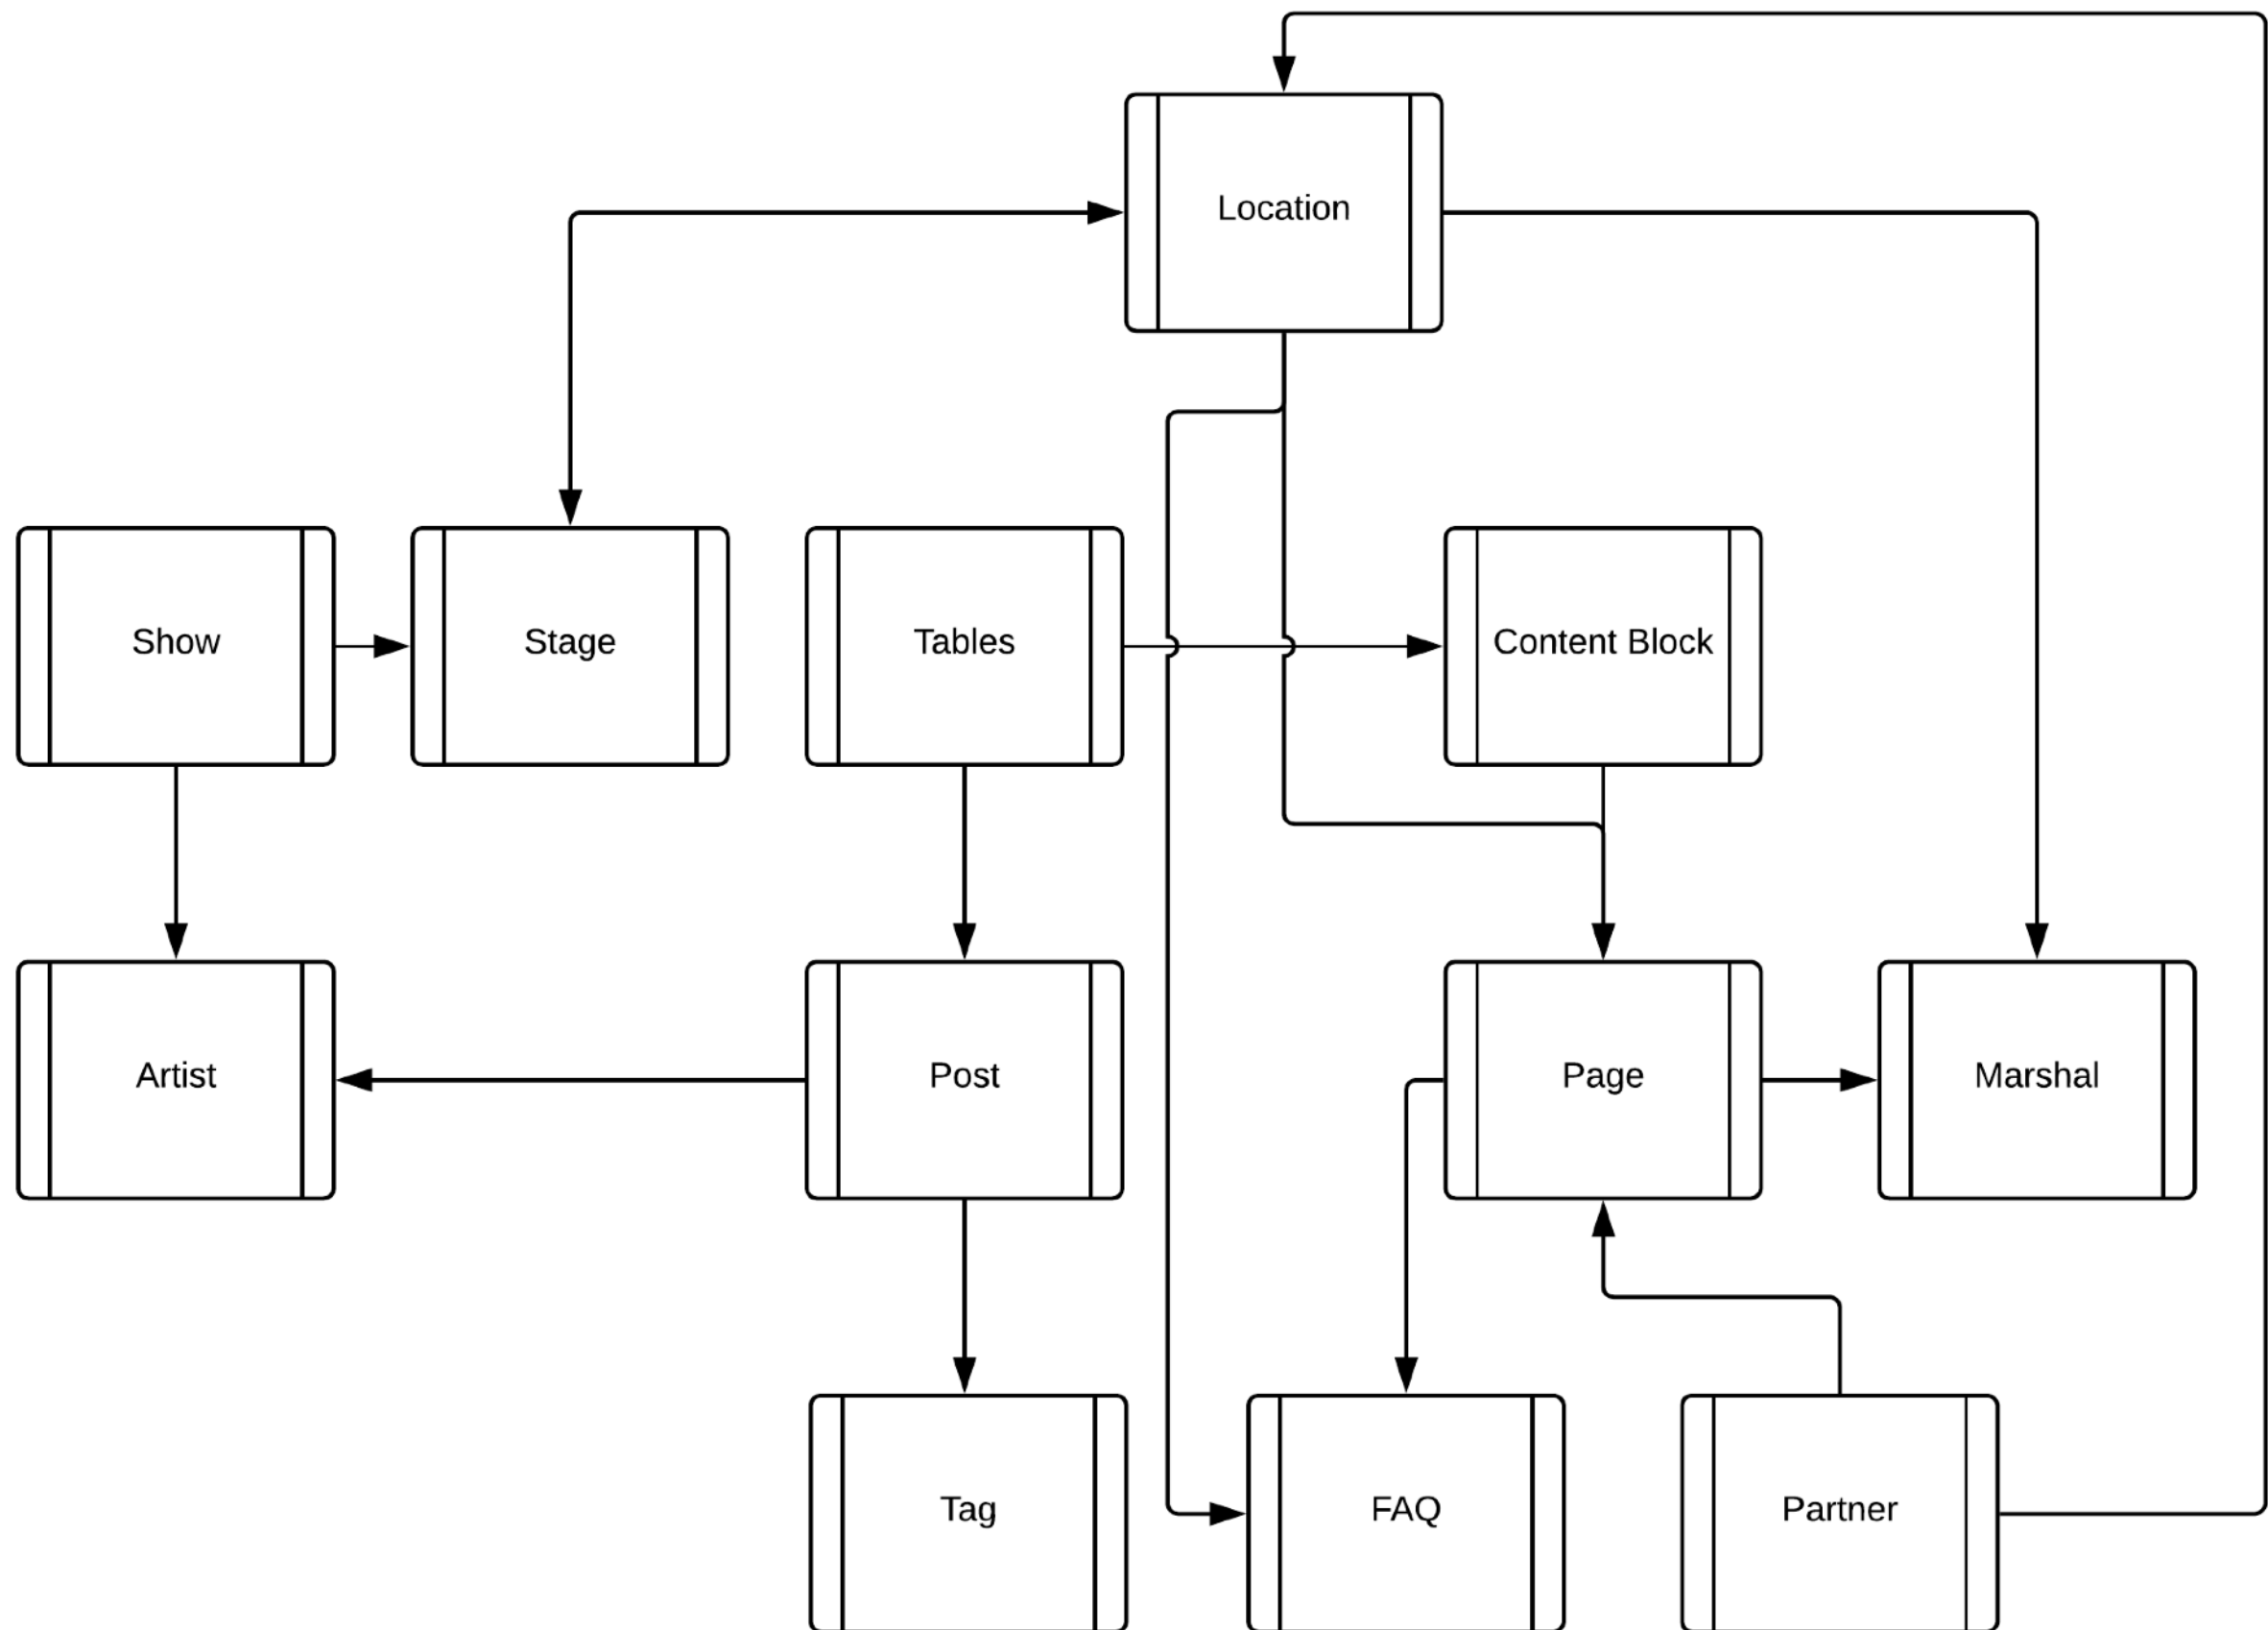 Location
Show
Stage
Tables
Content Block
Artist
Post
Page
Marshal
Tag
FAQ
Partner